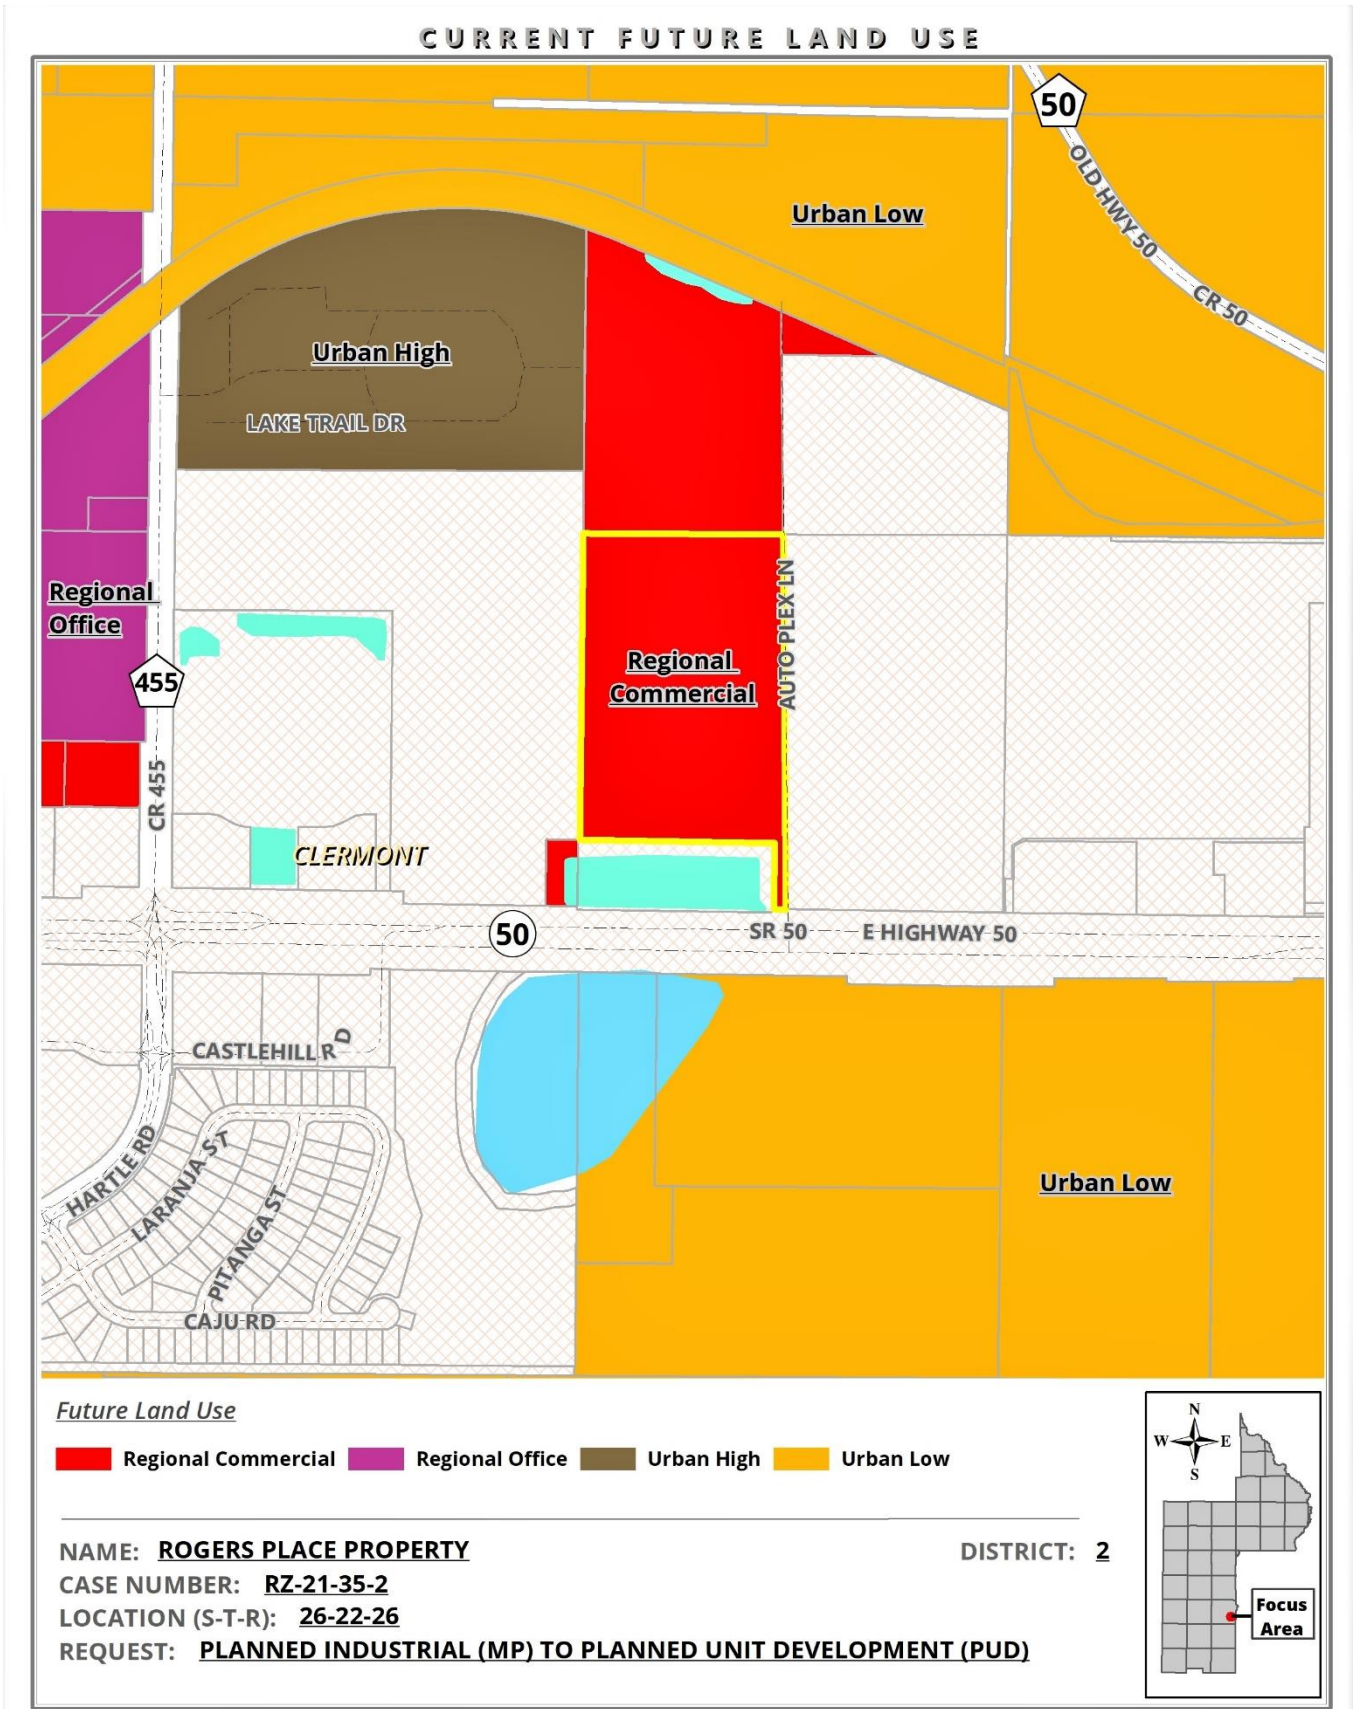 CURRENT FUTURE LAND USE
50
OLD HWY 50
Urban Low
CR 50
Urban High
LAKE TRAIL DR
AUTO PLEX LN
Regional
Office
Regional
Commercial
455
CR 455
CLERMONT
50
SR 50
E HIGHWAY 50
CASTLEHILL RD
HARTLE RD
LARANJA ST
PITANGA ST
Urban Low
CAJU RD
Future Land Use
Regional Commercial Regional Office Urban High Urban Low
N
W E
S
NAME: ROGERS PLACE PROPERTY DISTRICT: 2
CASE NUMBER: RZ-21-35-2
LOCATION (S-T-R): 26-22-26
REQUEST: PLANNED INDUSTRIAL (MP) TO PLANNED UNIT DEVELOPMENT (PUD)
Focus
Area